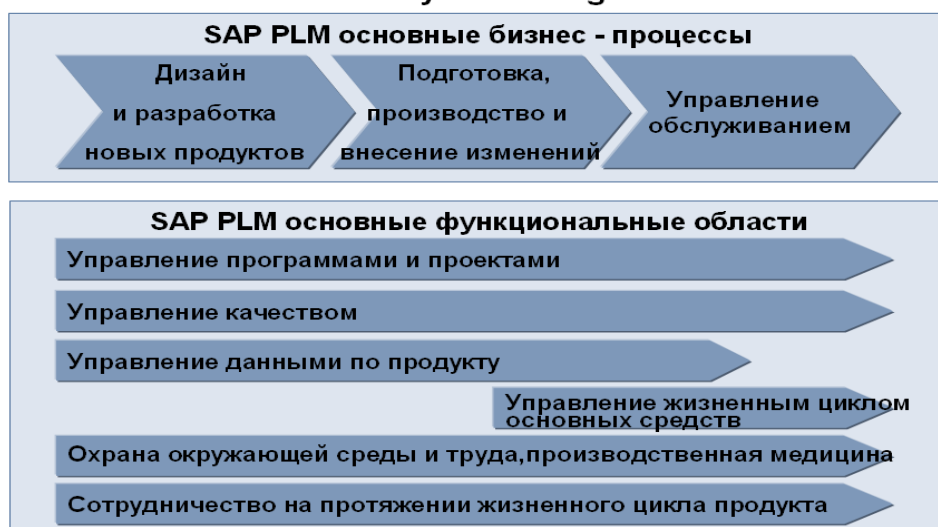 SAP PLM основные бизнес - процессы
Дизайн
и разработка
новых продуктов
Подготовка,
производство и
внесение изменений
Управление
обслуживанием
SAP PLM основные функциональные области
Управление программами и проектами
Управление качеством
Управление данными по продукту
Управление жизненным циклом
основных средств
Охрана окружающей среды и труда,производственная медицина
Сотрудничество на протяжении жизненного цикла продукта